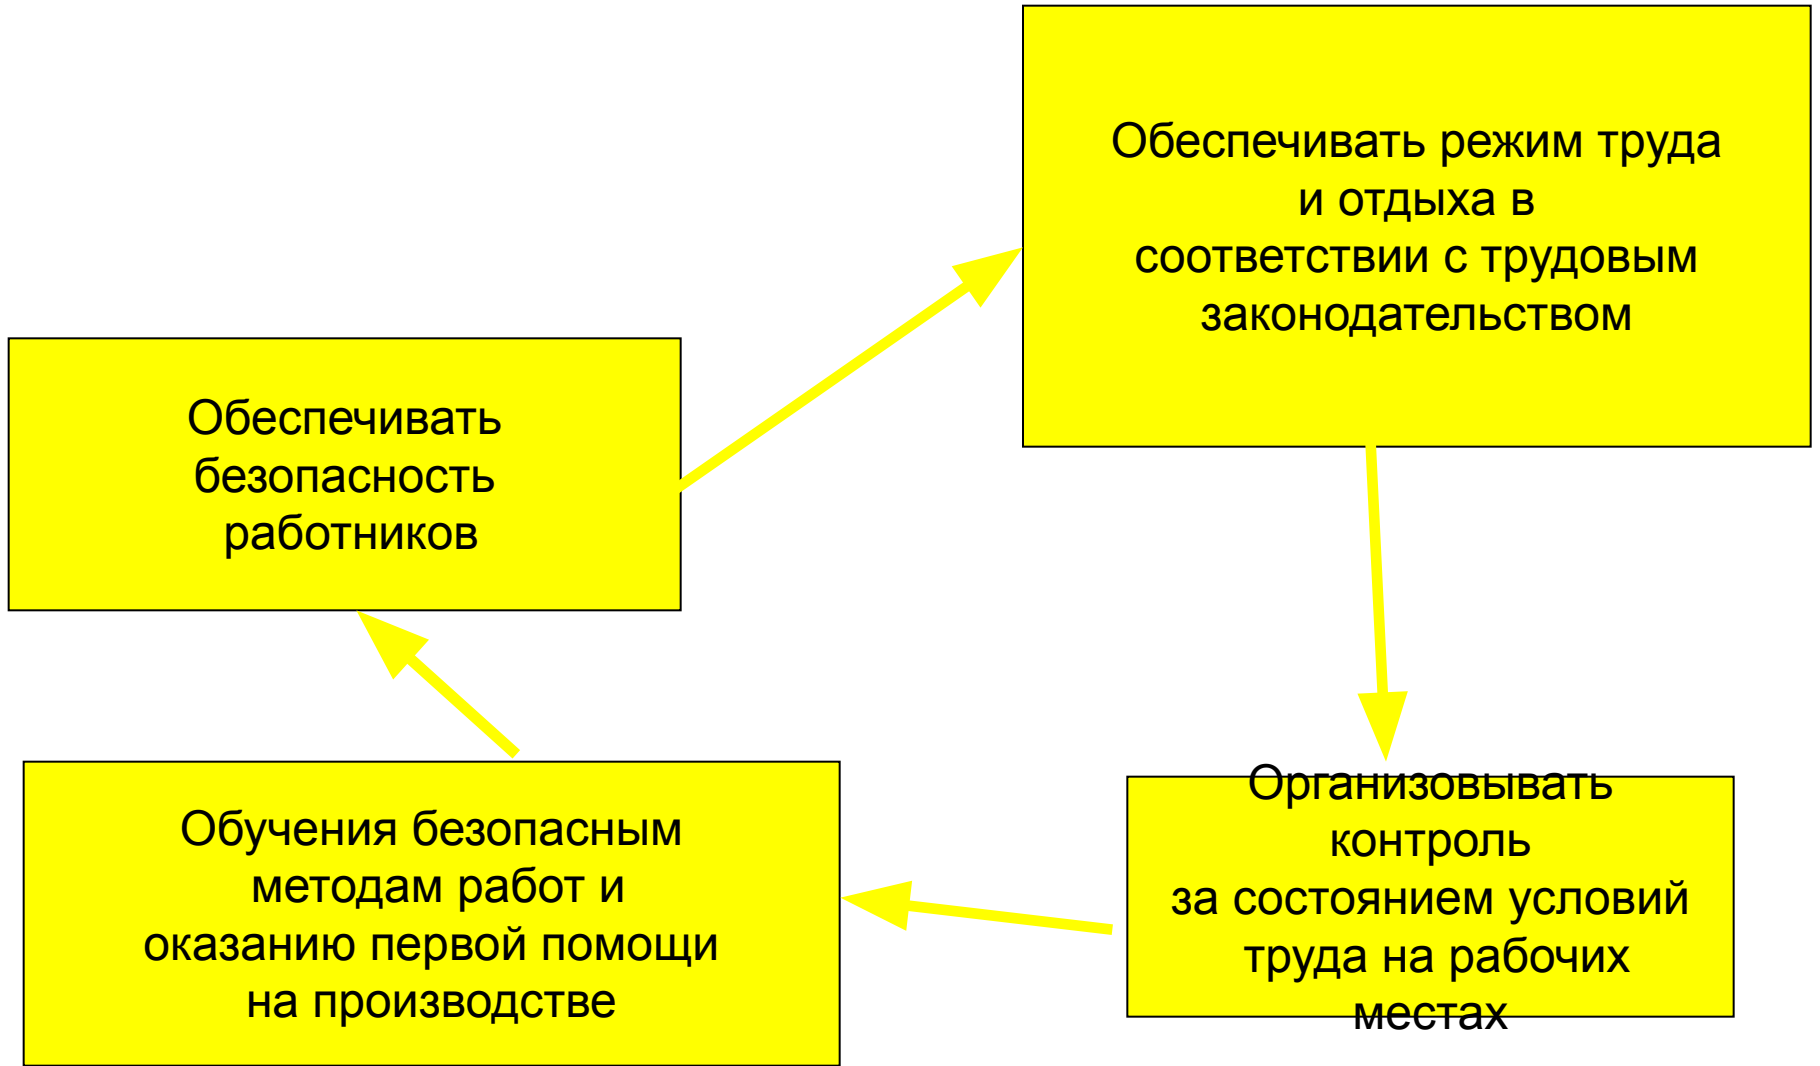 Обеспечивать режим труда
и отдыха в
соответствии с трудовым
законодательством
Обеспечивать
безопасность
работников
Организовывать
контроль
за состоянием условий
труда на рабочих
местах
Обучения безопасным
методам работ и
оказанию первой помощи
на производстве